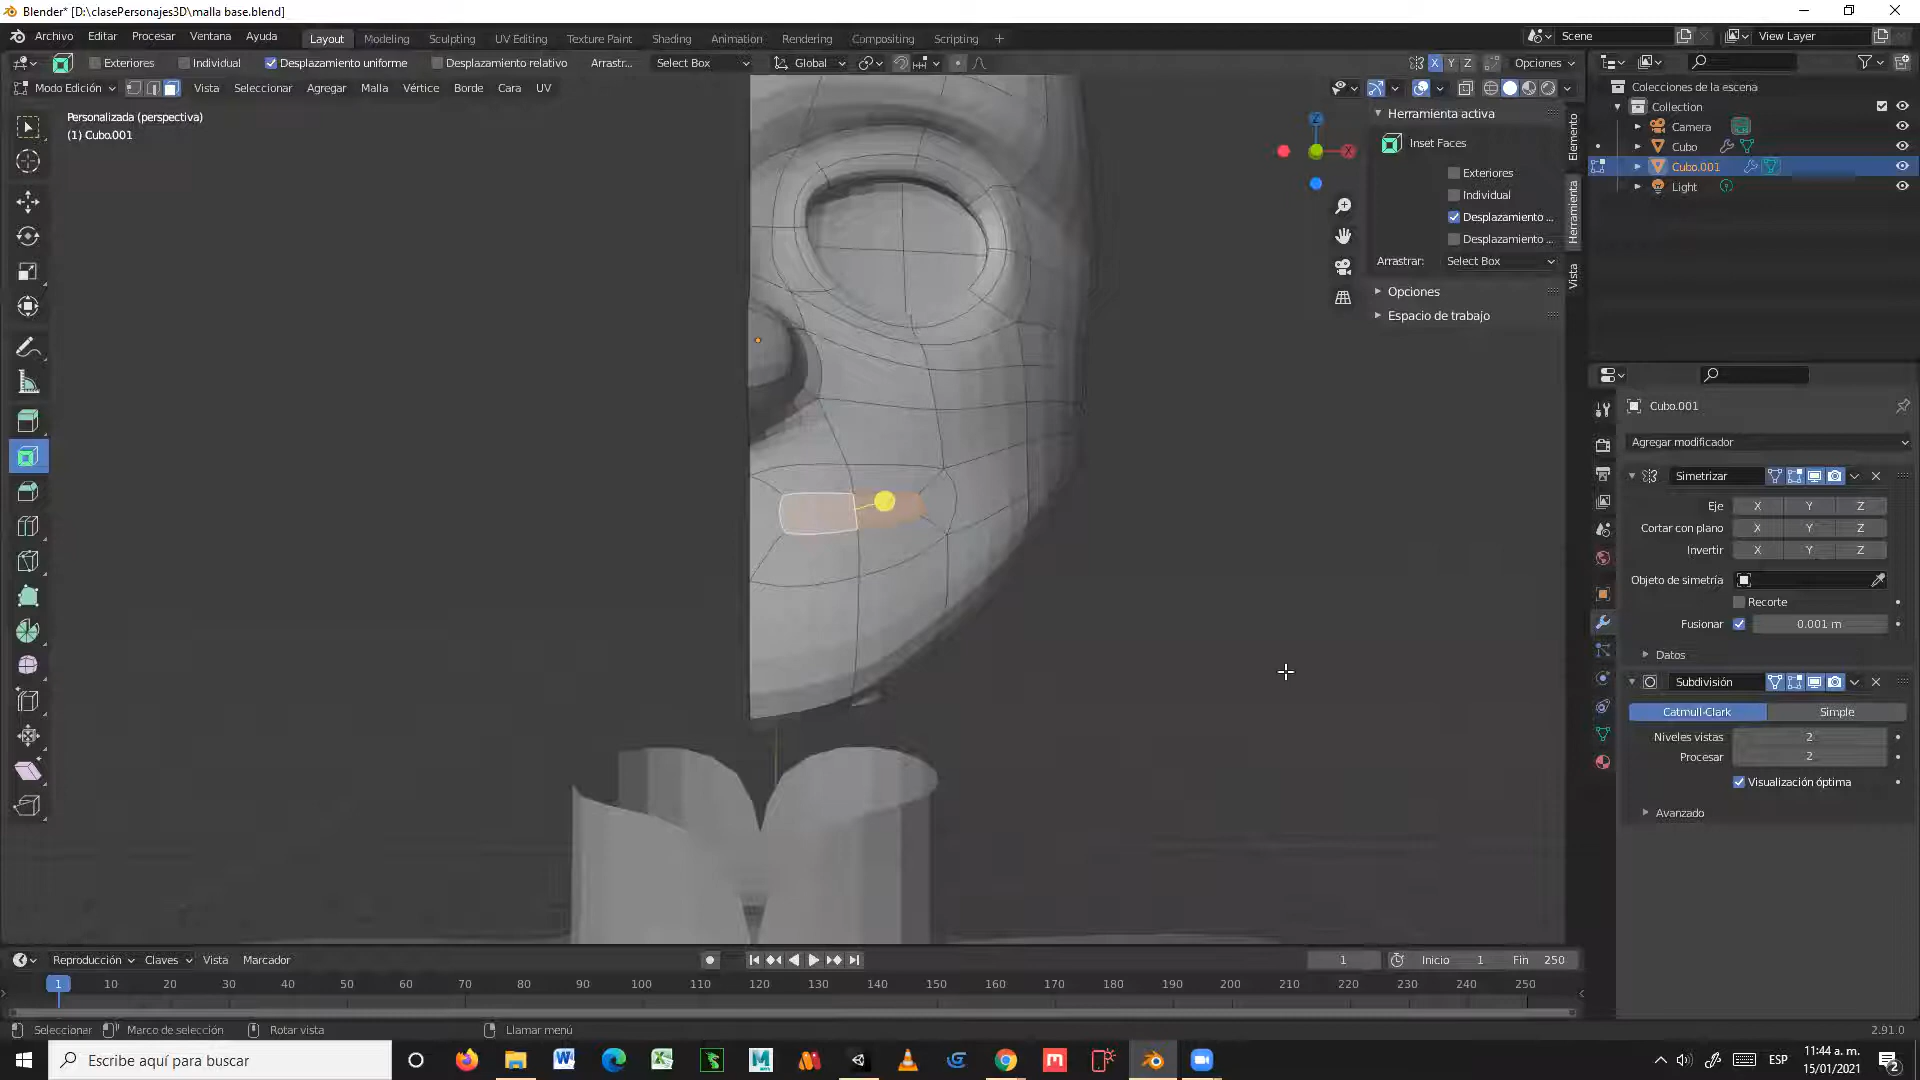 Blender* [D:\clasePersonajes3D\malla base.blend]
Archivo Editar Procesar Ventana Ayuda Layout Modeling Sculpting UV Editing Texture Paint Shading Animation Rendering Compositing Scripting + Scene View Layer
Exteriores Individual Desplazamiento uniforme Desplazamiento relativo Arrastr... Select Box Global X Y Z Opciones
Modo Edición Vista Seleccionar Agregar Malla Vértice Borde Cara UV
Personalizada (perspectiva)
(1) Cubo.001
Z
X
Herramienta activa
Inset Faces
Exteriores
Individual
Desplazamiento ...
Desplazamiento ...
Arrastrar: Select Box
Opciones
Espacio de trabajo
Elemento
Herramienta
Vista
Colecciones de la escena
Collection
Camera
Cubo
Cubo.001
Light
Cubo.001
Agregar modificador
Simetrizar
Eje X Y Z
Cortar con plano X Y Z
Invertir X Y Z
Objeto de simetría
Recorte
Fusionar 0.001 m
Datos
Subdivisión
Catmull-Clark Simple
Niveles vistas 2
Procesar 2
Visualización óptima
Avanzado
Reproducción Claves Vista Marcador 1 Inicio 1 Fin 250
1 10 20 30 40 50 60 70 80 90 100 110 120 130 140 150 160 170 180 190 200 210 220 230 240 250
Seleccionar Marco de selección Rotar vista Llamar menú 2.91.0
Escribe aquí para buscar
ESP
11:44 a. m.
15/01/2021
2